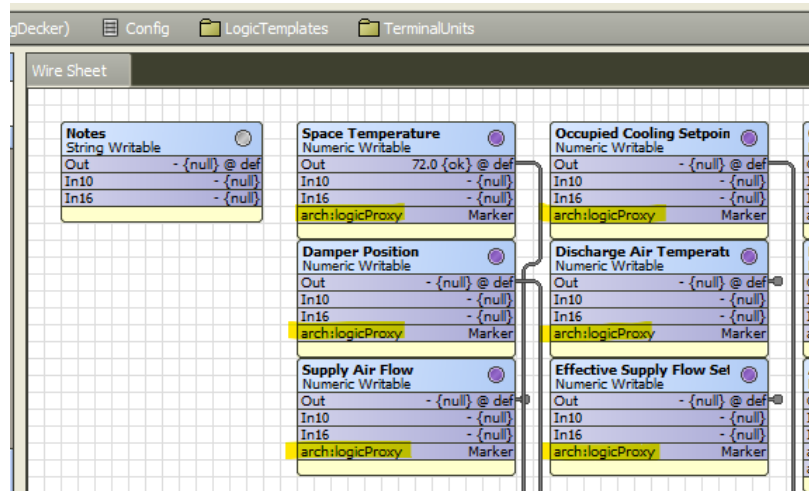 gDecker) Config LogicTemplates TerminalUnits
Wire Sheet
Notes
String Writable
Out - {null} @ def
In10 - {null}
In16 - {null}
Space Temperature
Numeric Writable
Out 72.0 {ok} @ def
In10 - {null}
In16 - {null}
arch:logicProxy Marker
Occupied Cooling Setpoin
Numeric Writable
Out - {null} @ def
In10 - {null}
In16 - {null}
arch:logicProxy Marker
Damper Position
Numeric Writable
Out - {null} @ def
In10 - {null}
In16 - {null}
arch:logicProxy Marker
Discharge Air Temperatu
Numeric Writable
Out - {null} @ def
In10 - {null}
In16 - {null}
arch:logicProxy Marker
Supply Air Flow
Numeric Writable
Out - {null} @ def
In10 - {null}
In16 - {null}
arch:logicProxy Marker
Effective Supply Flow Set
Numeric Writable
Out - {null} @ def
In10 - {null}
In16 - {null}
arch:logicProxy Marker